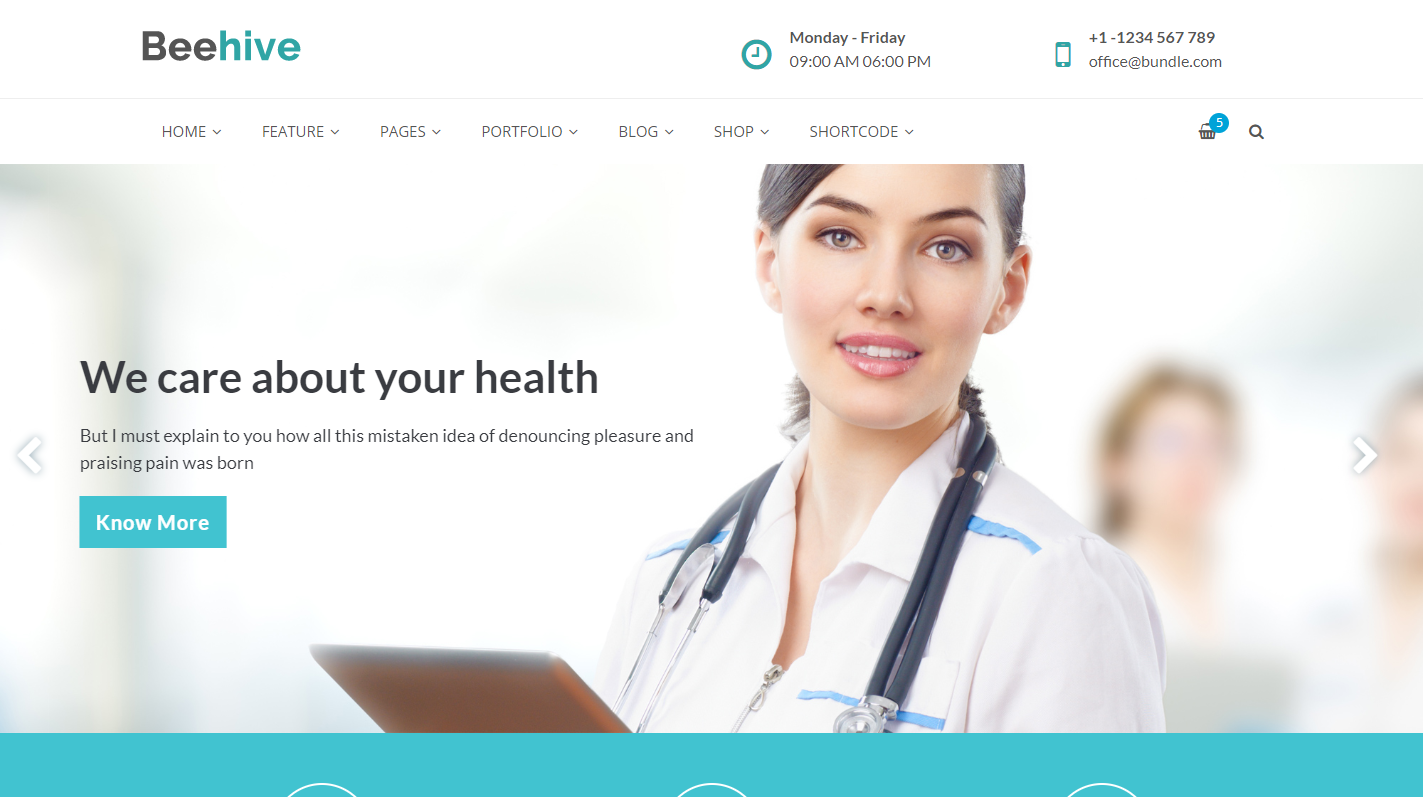 Beehive
Monday - Friday
09:00 AM 06:00 PM
+1 -1234 567 789
office@bundle.com
HOME FEATURE PAGES PORTFOLIO BLOG SHOP SHORTCODE 5
We care about your health
But I must explain to you how all this mistaken idea of denouncing pleasure and
praising pain was born
Know More